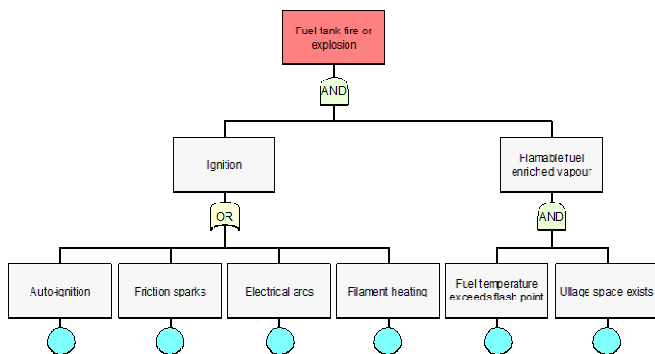 Fuel tank fire or
explosion
AND
Ignition
Flamable fuel
enriched vapour
OR
AND
Auto-ignition
Friction sparks
Electrical arcs
Filament heating
Fuel temperature
exceeds flash point
Ullage space exists